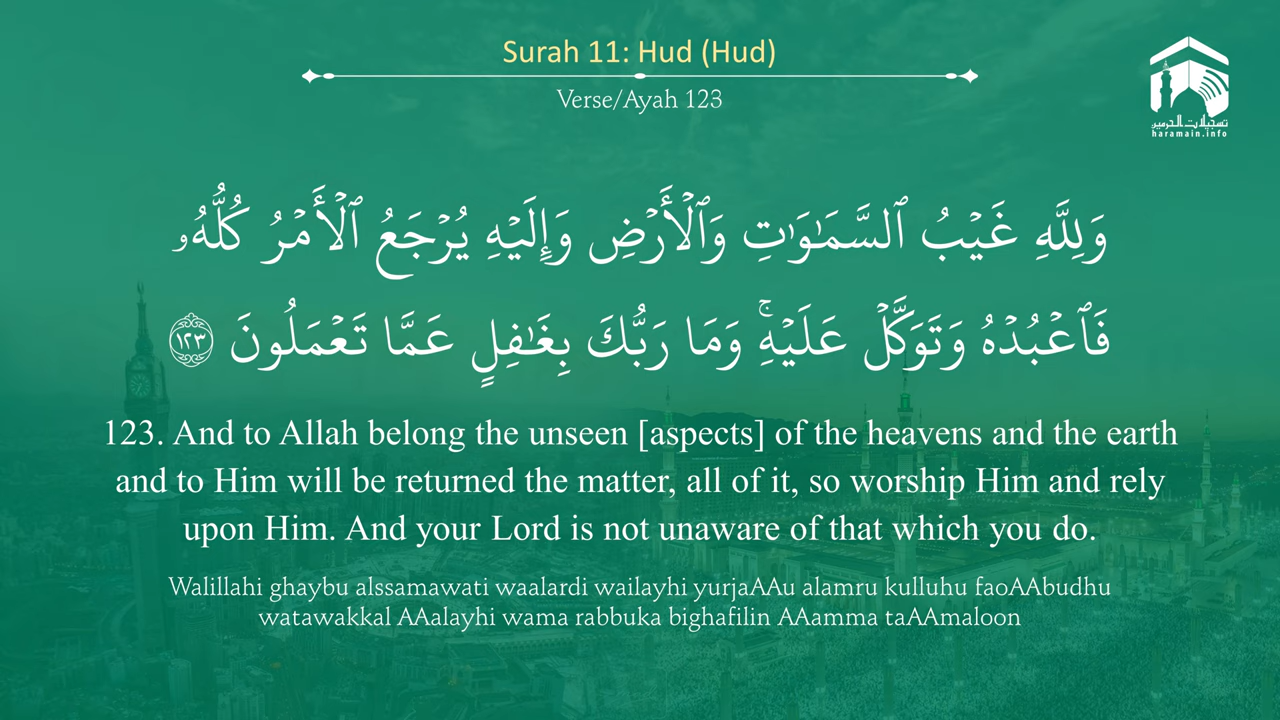 Surah 11: Hud (Hud)
Verse/Ayah 123
تسجيلات الحرمين
haramain.info
وَلِلَّهِ غَيۡبُ ٱلسَّمَٰوَٰتِ وَٱلۡأَرۡضِ وَإِلَيۡهِ يُرۡجَعُ ٱلۡأَمۡرُ كُلُّهُۥ
فَٱعۡبُدۡهُ وَتَوَكَّلۡ عَلَيۡهِۚ وَمَا رَبُّكَ بِغَٰفِلٍ عَمَّا تَعۡمَلُونَ ١٢٣
123. And to Allah belong the unseen [aspects] of the heavens and the earth
and to Him will be returned the matter, all of it, so worship Him and rely
upon Him. And your Lord is not unaware of that which you do.
Walillahi ghaybu alssamawati waalardi wailayhi yurjaAAu alamru kulluhu faoAAbudhu
watawakkal AAalayhi wama rabbuka bighafilin AAamma taAAmaloon